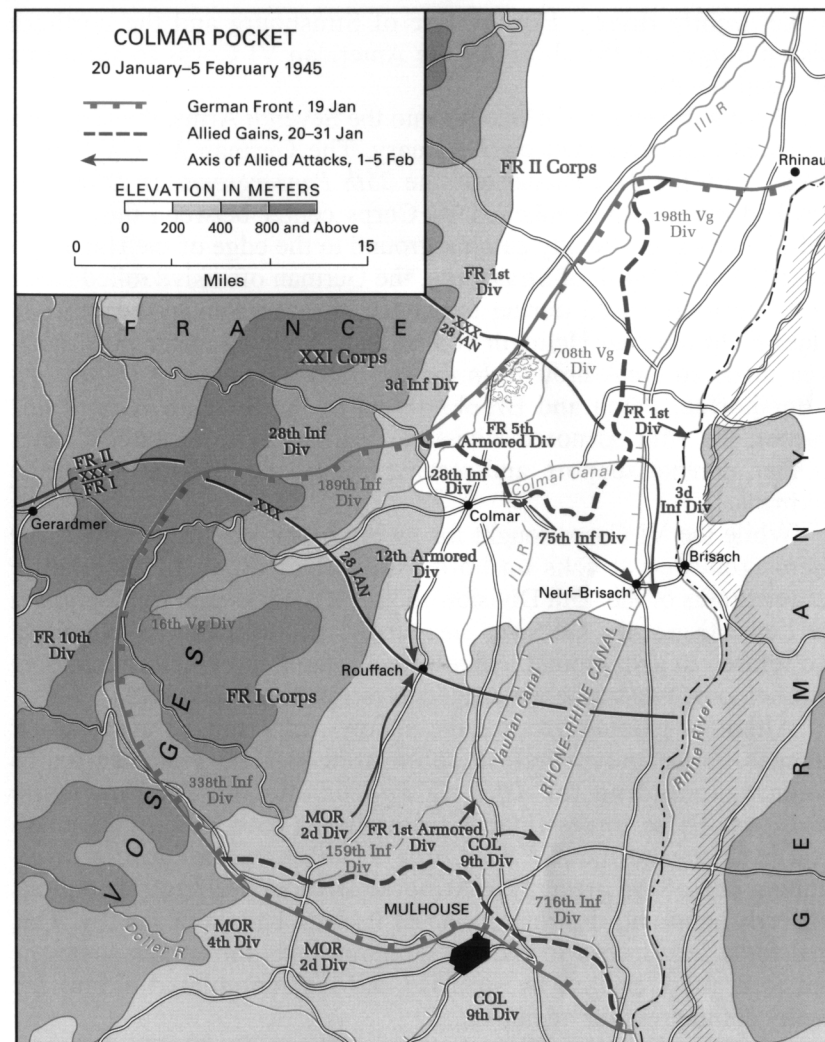 COLMAR POCKET
20 January–5 February 1945
German Front , 19 Jan
Allied Gains, 20–31 Jan
Axis of Allied Attacks, 1–5 Feb
ELEVATION IN METERS
0 200 400 800 and Above
0 15
Miles
Ill R
Rhinau
FR II Corps
198th Vg
Div
FR 1st
Div
FRANCE
XXX
28 JAN
XXI Corps
708th Vg
Div
3d Inf Div
FR 1st
Div
FR 5th
Armored Div
28th Inf
Div
FR II
XXX
FR I
189th Inf
Div
28th Inf
Div
Colmar Canal
3d
Inf Div
Gerardmer
XXX
Colmar
75th Inf Div
28 JAN
12th Armored
Div
Ill R
Brisach
Neuf–Brisach
16th Vg Div
FR 10th
Div
Rouffach
FR I Corps
Vauban Canal
RHONE-RHINE CANAL
Rhine River
GERMANY
VOSGES
338th Inf
Div
MOR
2d Div
FR 1st Armored
Div
159th Inf
Div
COL
9th Div
716th Inf
Div
MULHOUSE
Doller R
MOR
4th Div
MOR
2d Div
COL
9th Div